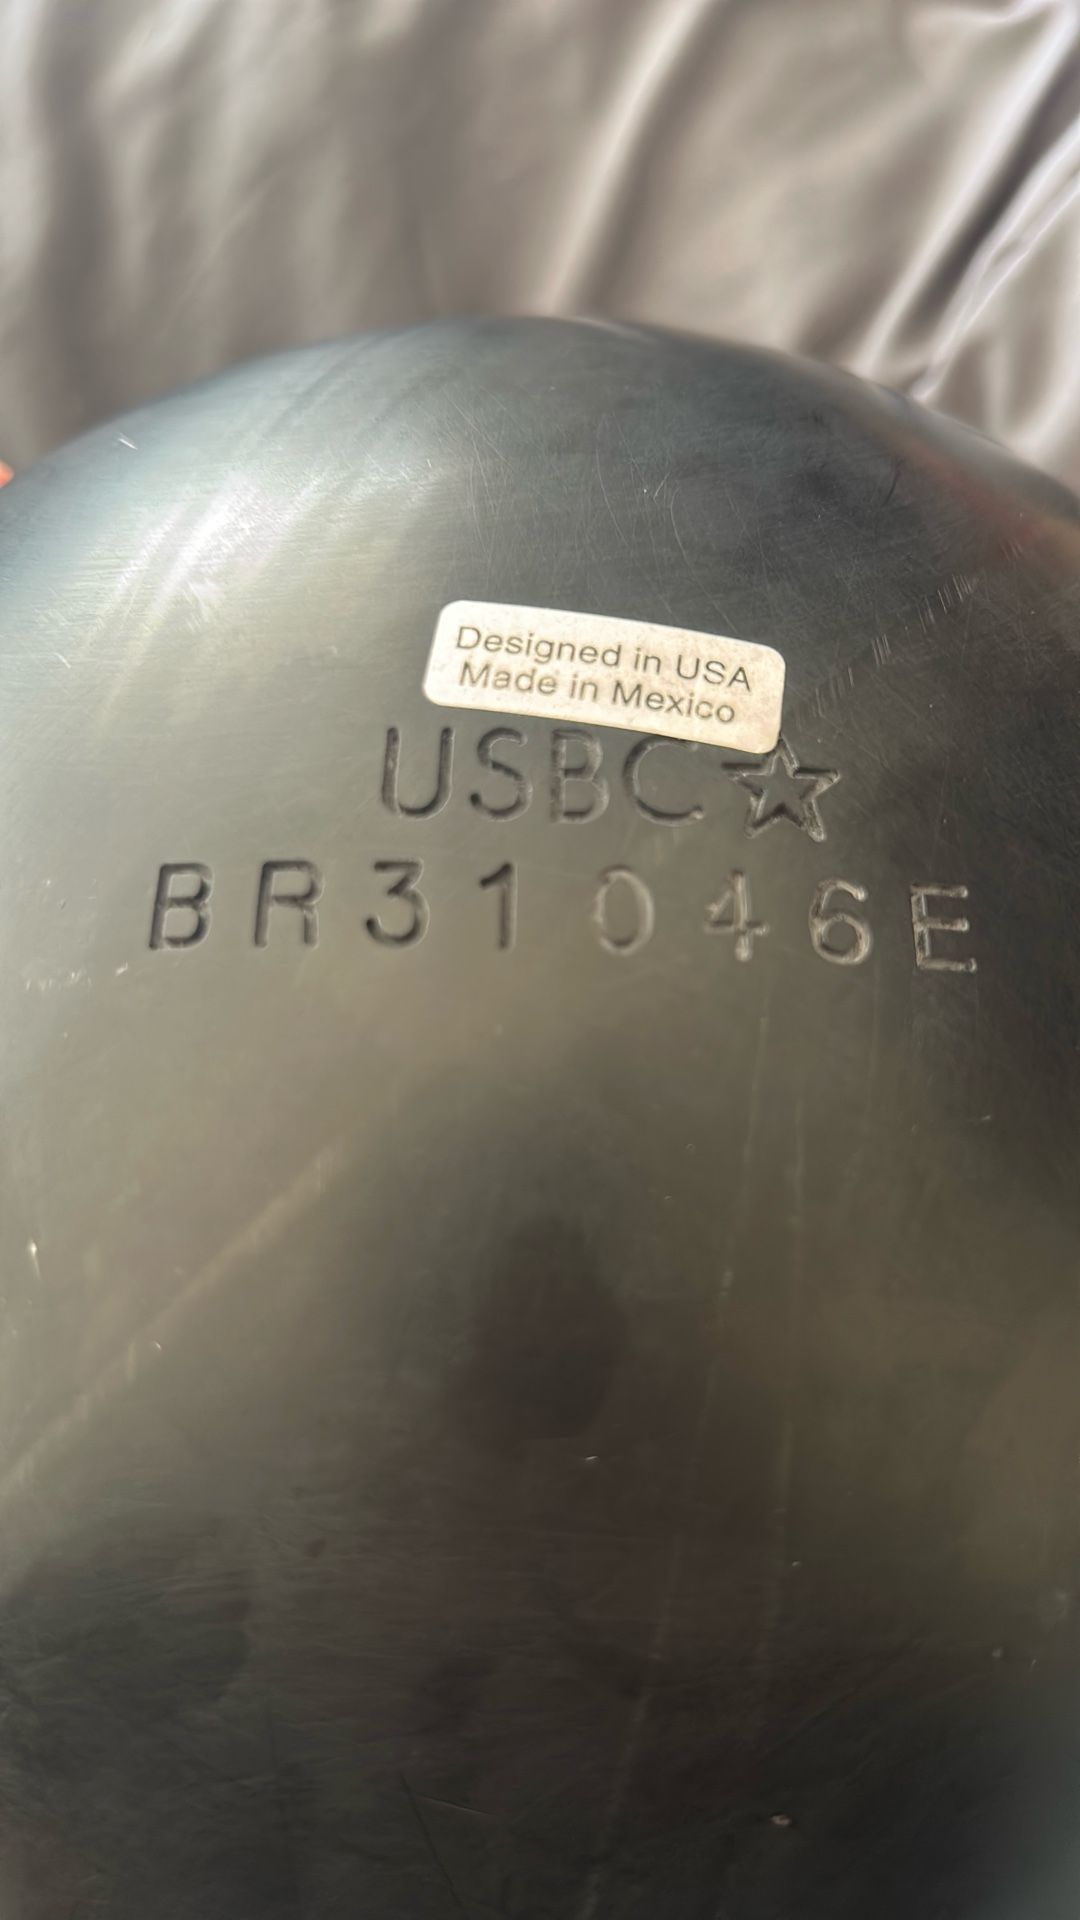 Designed in USA
Made in Mexico
USBC☆
BR31046E